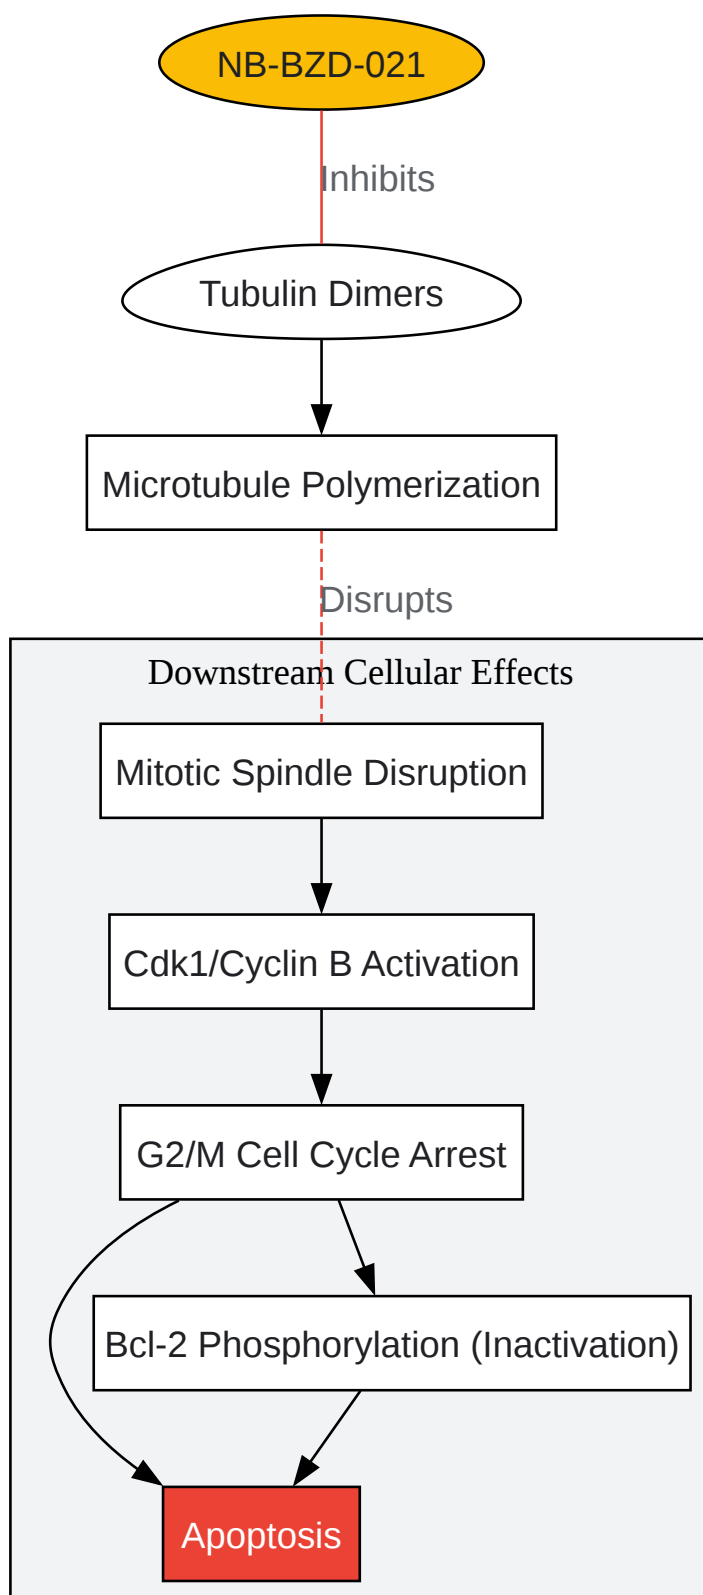 NB-BZD-021
Inhibits
Tubulin Dimers
Microtubule Polymerization
Disrupts
Downstream Cellular Effects
Mitotic Spindle Disruption
Cdk1/Cyclin B Activation
G2/M Cell Cycle Arrest
Bcl-2 Phosphorylation (Inactivation)
Apoptosis